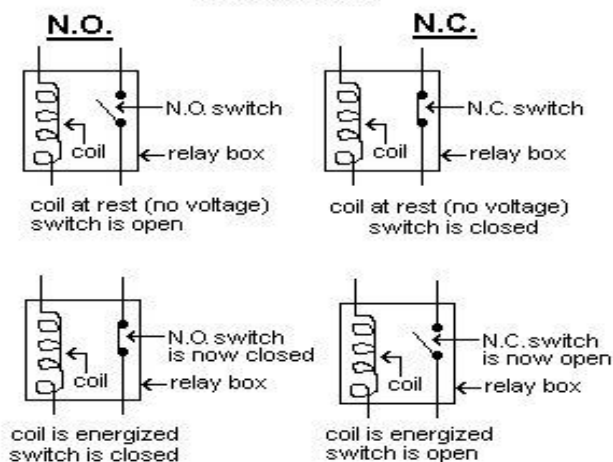 N.O.
N.O. switch
coil
relay box
coil at rest (no voltage)
switch is open
N.C.
N.C. switch
coil
relay box
coil at rest (no voltage)
switch is closed
N.O. switch
is now closed
coil
relay box
coil is energized
switch is closed
N.C. switch
is now open
coil
relay box
coil is energized
switch is open